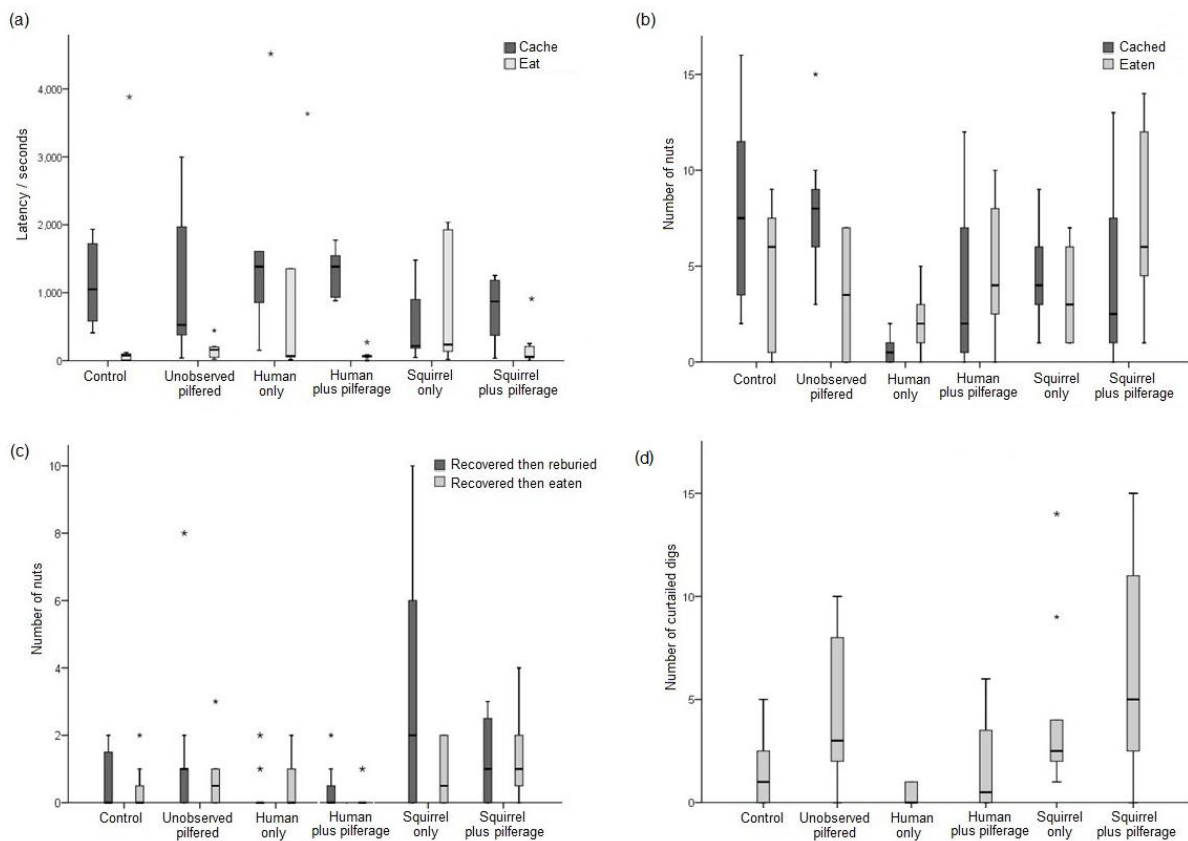 (a)
Cache
Eat
Latency / seconds
4,000
3,000
2,000
1,000
0
Control
Unobserved
pilfered
Human
only
Human
plus pilferage
Squirrel
only
Squirrel
plus pilferage
(b)
Cached
Eaten
Number of nuts
15
10
5
0
Control
Unobserved
pilfered
Human
only
Human
plus pilferage
Squirrel
only
Squirrel
plus pilferage
(c)
Recovered then reburied
Recovered then eaten
Number of nuts
10
8
6
4
2
0
Control
Unobserved
pilfered
Human
only
Human
plus pilferage
Squirrel
only
Squirrel
plus pilferage
(d)
Number of curtailed digs
15
10
5
0
Control
Unobserved
pilfered
Human
only
Human
plus pilferage
Squirrel
only
Squirrel
plus pilferage